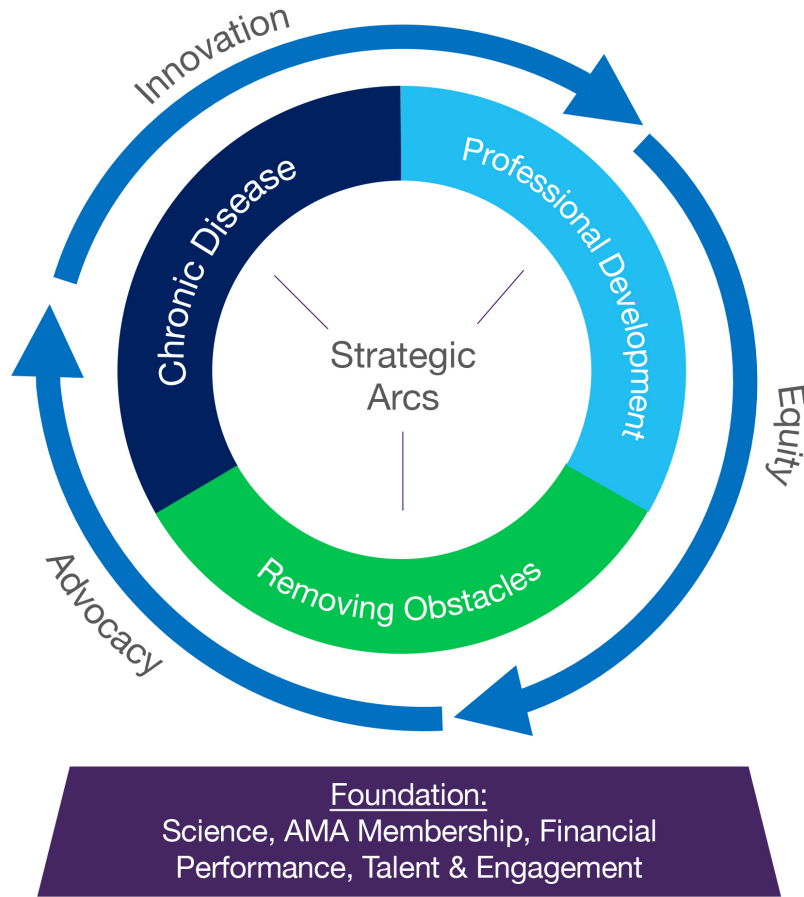 Innovation
Chronic Disease
Professional Development
Strategic
Arcs
Equity
Removing Obstacles
Advocacy
Foundation:
Science, AMA Membership, Financial
Performance, Talent & Engagement